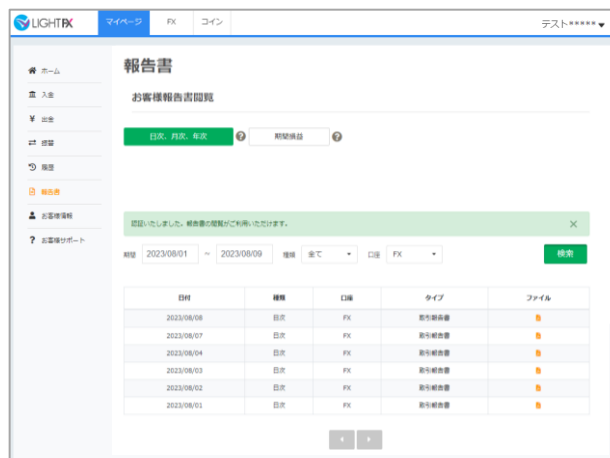 LIGHT FX マイページ FX コイン テスト*****▼
ホーム
入金
出金
振替
履歴
報告書
お客様情報
お客様サポート
報告書
お客様報告書閲覧
日次、月次、年次 ? 期間損益 ?
認証いたしました。報告書の閲覧がご利用いただけます。 ×
期間 2023/08/01 ~ 2023/08/09 種類 全て 口座 FX 検索
日付 種類 口座 タイプ ファイル
2023/08/08 日次 FX 取引報告書
2023/08/07 日次 FX 取引報告書
2023/08/04 日次 FX 取引報告書
2023/08/03 日次 FX 取引報告書
2023/08/02 日次 FX 取引報告書
2023/08/01 日次 FX 取引報告書